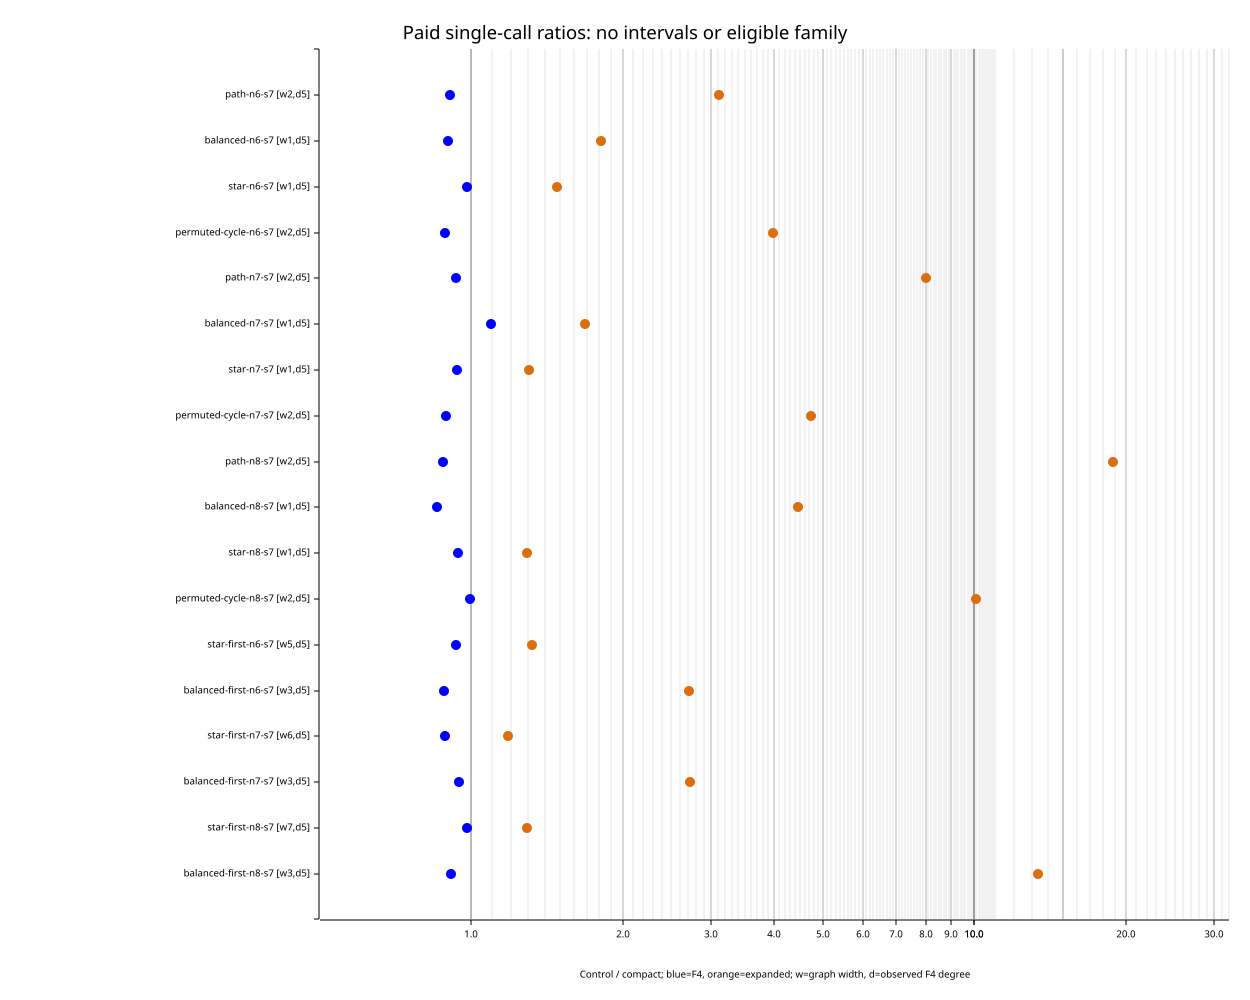 Paid single-call ratios: no intervals or eligible family
path-n6-s7 [w2,d5]
balanced-n6-s7 [w1,d5]
star-n6-s7 [w1,d5]
permuted-cycle-n6-s7 [w2,d5]
path-n7-s7 [w2,d5]
balanced-n7-s7 [w1,d5]
star-n7-s7 [w1,d5]
permuted-cycle-n7-s7 [w2,d5]
path-n8-s7 [w2,d5]
balanced-n8-s7 [w1,d5]
star-n8-s7 [w1,d5]
permuted-cycle-n8-s7 [w2,d5]
star-first-n6-s7 [w5,d5]
balanced-first-n6-s7 [w3,d5]
star-first-n7-s7 [w6,d5]
balanced-first-n7-s7 [w3,d5]
star-first-n8-s7 [w7,d5]
balanced-first-n8-s7 [w3,d5]
1.0 2.0 3.0 4.0 5.0 6.0 7.0 8.0 9.0 10.0 20.0 30.0
Control / compact; blue=F4, orange=expanded; w=graph width, d=observed F4 degree